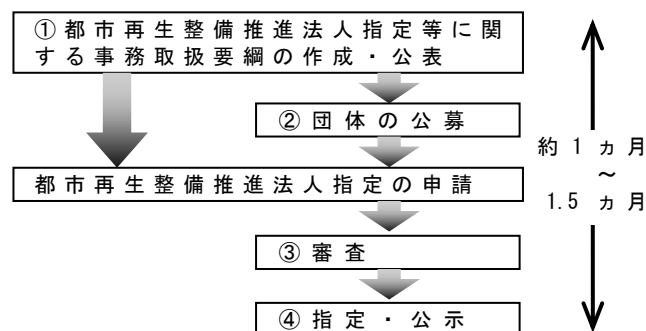 ①都市再生整備推進法人指定等に関
する事務取扱要綱の作成・公表
②団体の公募
約1ヵ月
～
1.5ヵ月
都市再生整備推進法人指定の申請
③審査
④指定・公示